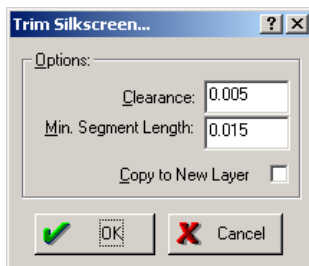 Trim Silkscreen... ? ×
Options:
Clearance: 0.005
Min. Segment Length: 0.015
Copy to New Layer
OK Cancel